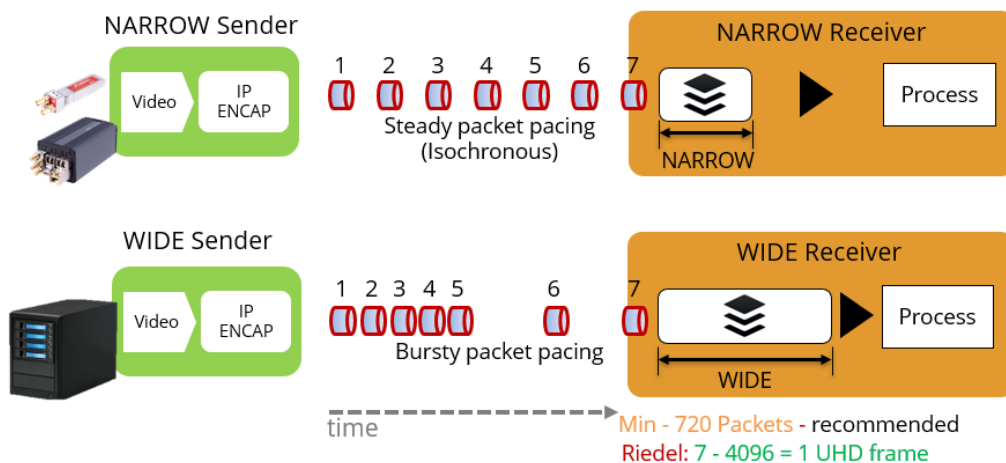 NARROW Sender
Video
IP
ENCAP
1 2 3 4 5 6 7
Steady packet pacing
(Isochronous)
NARROW Receiver
NARROW
Process
WIDE Sender
Video
IP
ENCAP
1 2 3 4 5 6 7
Bursty packet pacing
WIDE Receiver
WIDE
Process
time
Min - 720 Packets - recommended
Riedel: 7 - 4096 = 1 UHD frame